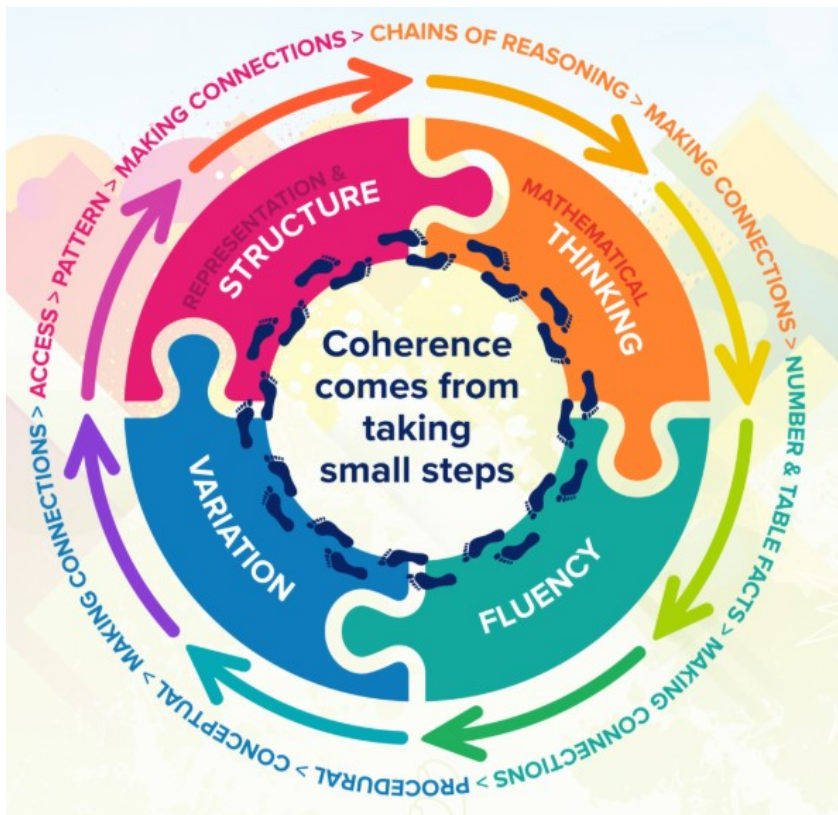 ACCESS > PATTERN > MAKING CONNECTIONS > CHAINS OF REASONING > MAKING CONNECTIONS > NUMBER & TABLE FACTS > MAKING CONNECTIONS > PROCEDURAL > CONCEPTUAL > MAKING CONNECTIONS >
REPRESENTATION &
STRUCTURE
MATHEMATICAL
THINKING
Coherence
comes from
taking
small steps
VARIATION
FLUENCY